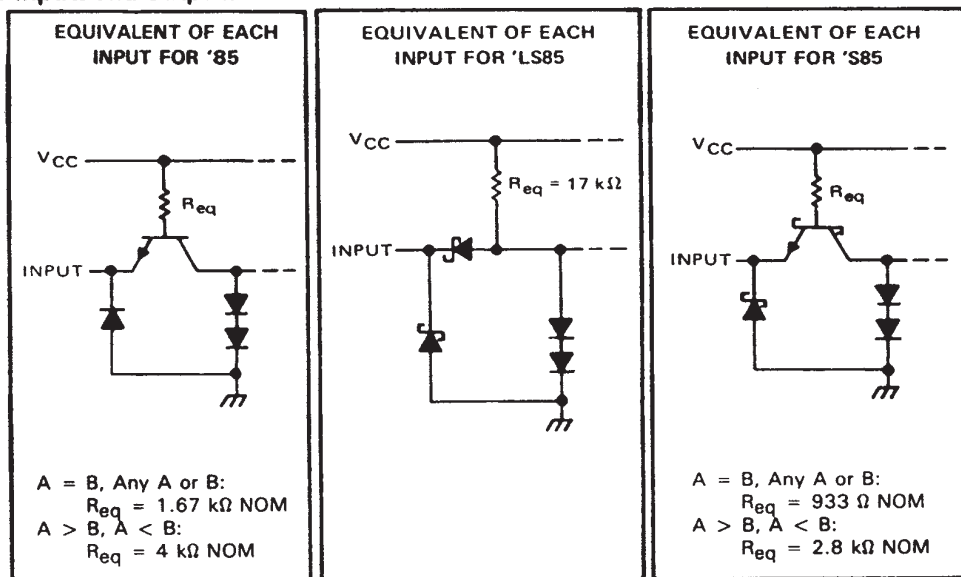 EQUIVALENT OF EACH
INPUT FOR '85
VCC
Req
INPUT
A = B, Any A or B:
Req = 1.67 kΩ NOM
A > B, A < B:
Req = 4 kΩ NOM
EQUIVALENT OF EACH
INPUT FOR 'LS85
VCC
Req = 17 kΩ
INPUT
EQUIVALENT OF EACH
INPUT FOR 'S85
VCC
Req
INPUT
A = B, Any A or B:
Req = 933 Ω NOM
A > B, A < B:
Req = 2.8 kΩ NOM